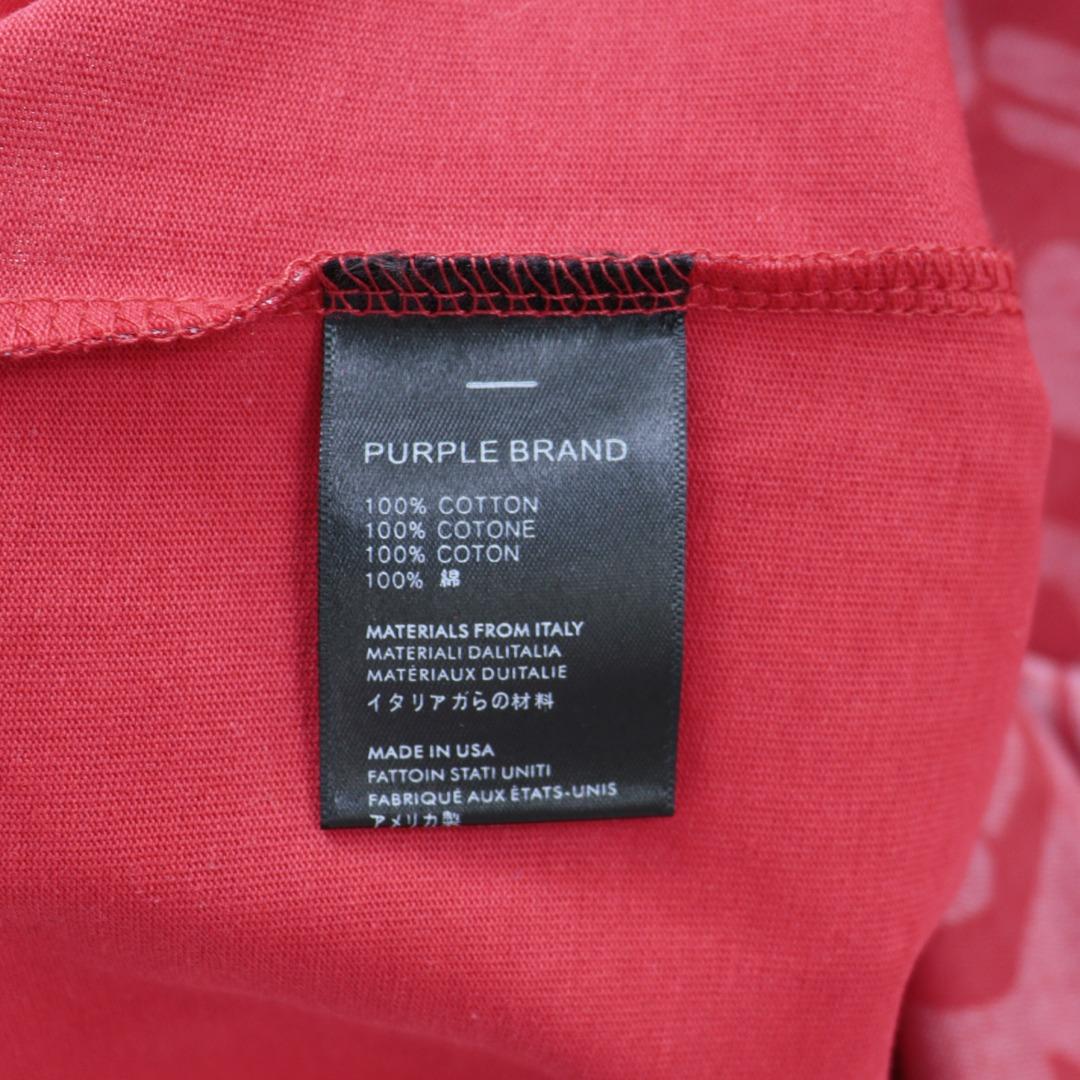 PURPLE BRAND
100% COTTON
100% COTONE
100% COTON
100% 綿
MATERIALS FROM ITALY
MATERIALI DALITALIA
MATÉRIAUX DUITALIE
イタリアガらの材料
MADE IN USA
FATTOIN STATI UNITI
FABRIQUÉ AUX ÉTATS-UNIS
アメリカ製